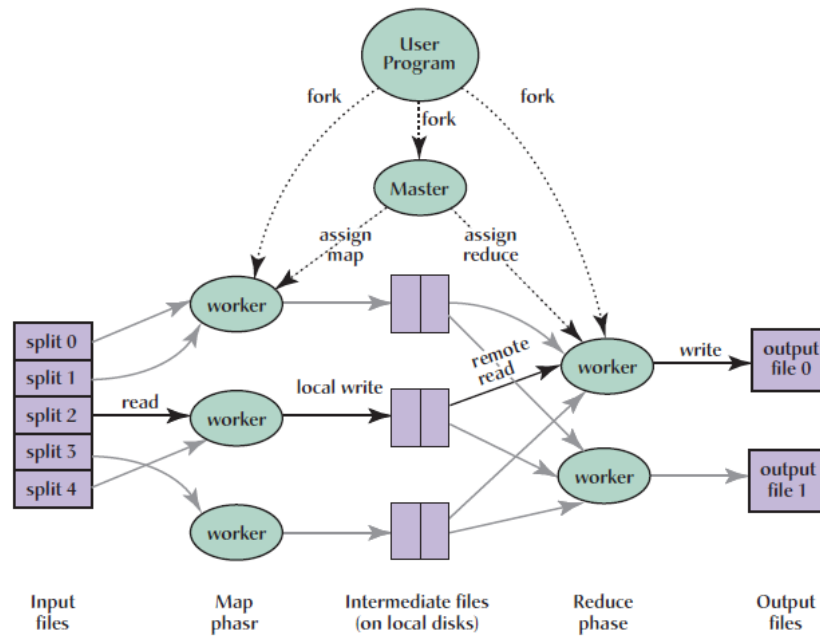 User
Program
fork
fork
fork
Master
assign
map
assign
reduce
worker
split 0
split 1
split 2
split 3
split 4
read
worker
local write
remote
read
worker
write
output
file 0
worker
output
file 1
worker
Input
files
Map
phasr
Intermediate files
(on local disks)
Reduce
phase
Output
files